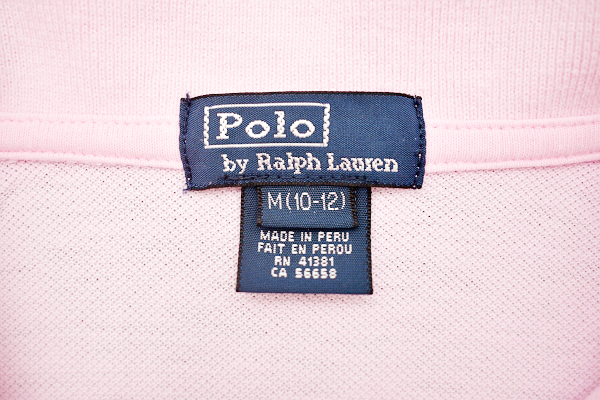 Polo
by Ralph Lauren
M (10-12)
MADE IN PERU
FAIT EN PEROU
RN 41381
CA 56658